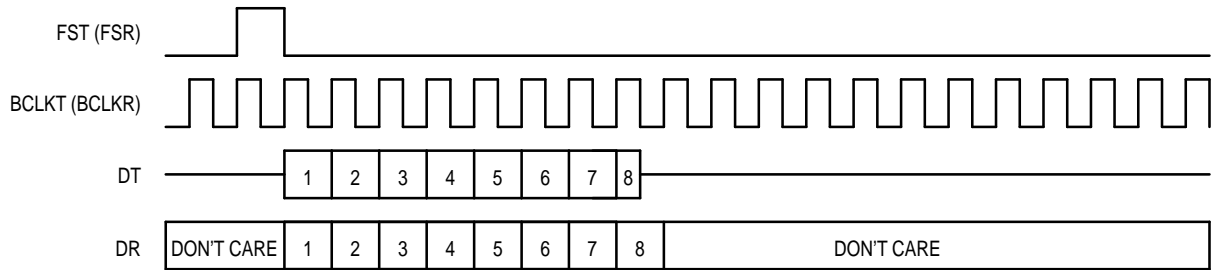 FST (FSR)
BCLKT (BCLKR)
DT 1 2 3 4 5 6 7 8
DR DON'T CARE 1 2 3 4 5 6 7 8 DON'T CARE